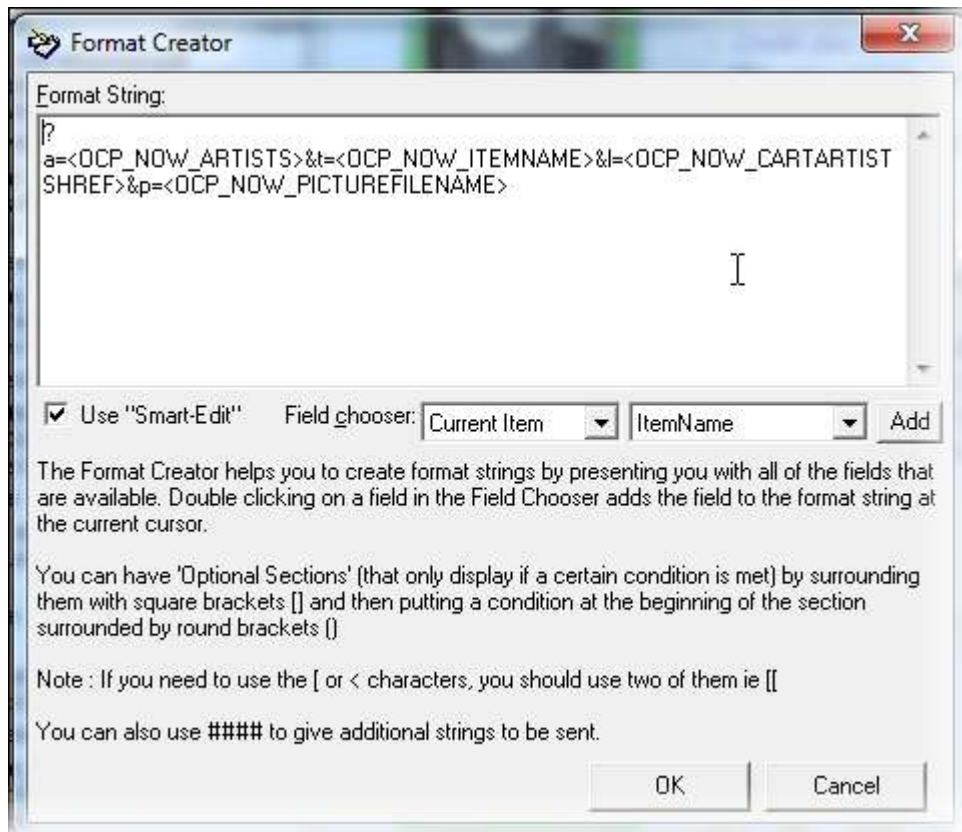 Format Creator
Format String:
?
a=<OCP_NOW_ARTISTS>&t=<OCP_NOW_ITEMNAME>&l=<OCP_NOW_CARTARTIST
SHREF>&p=<OCP_NOW_PICTUREFILENAME>
Use "Smart-Edit" Field chooser: Current Item ItemName Add
The Format Creator helps you to create format strings by presenting you with all of the fields that
are available. Double clicking on a field in the Field Chooser adds the field to the format string at
the current cursor.
You can have 'Optional Sections' (that only display if a certain condition is met) by surrounding
them with square brackets [] and then putting a condition at the beginning of the section
surrounded by round brackets ()
Note : If you need to use the [ or < characters, you should use two of them ie [[
You can also use #### to give additional strings to be sent.
OK Cancel